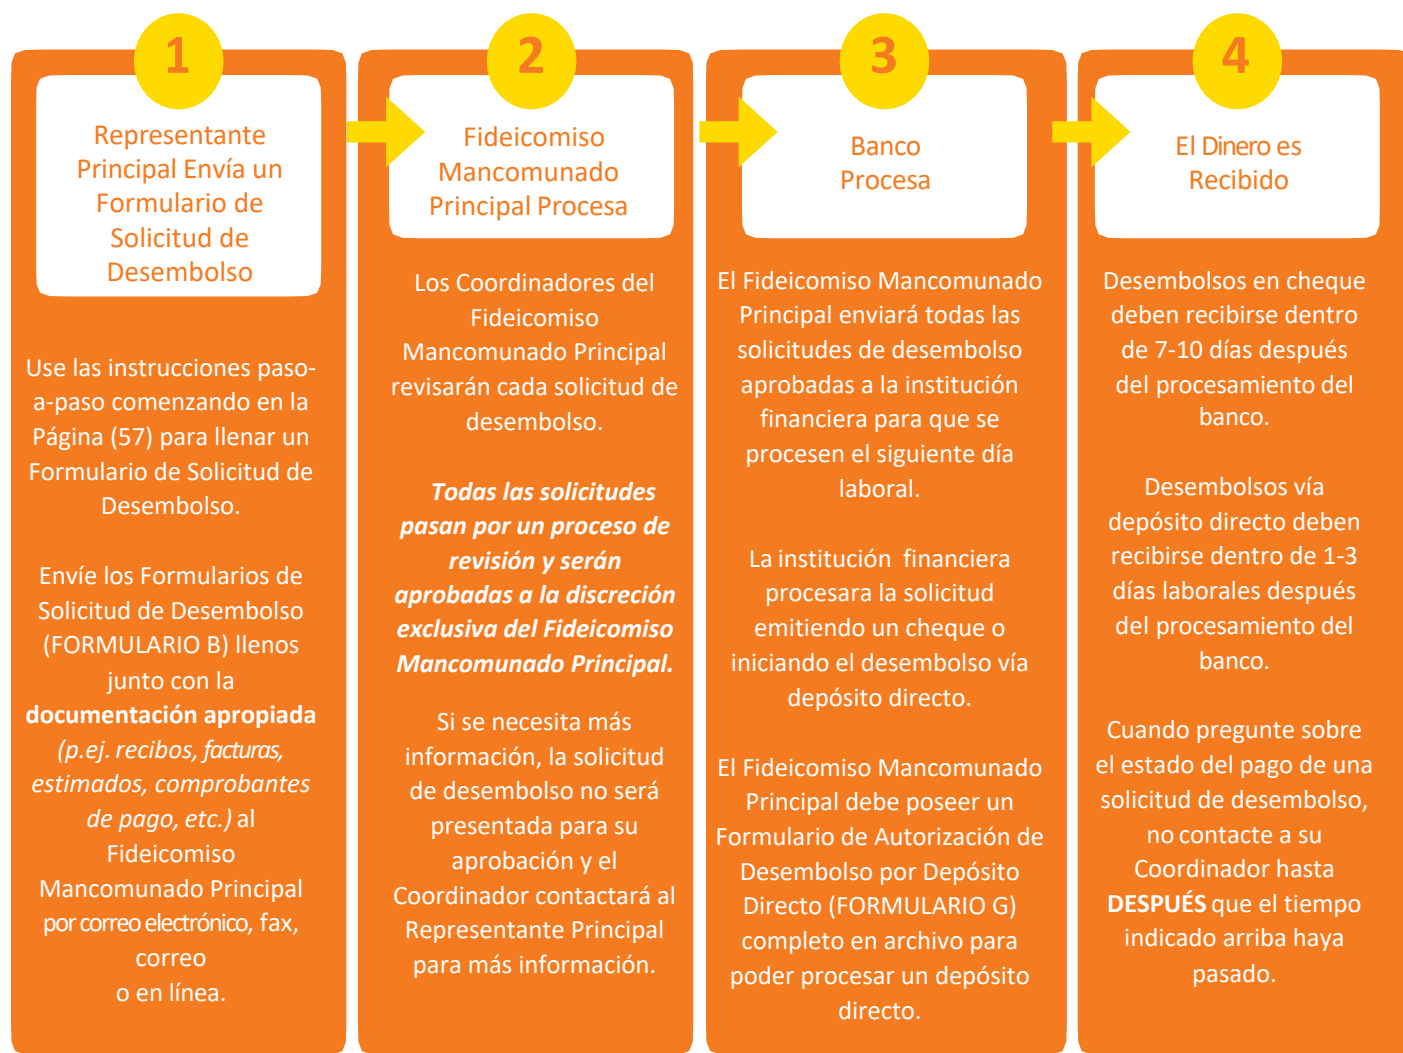 1
Representante
Principal Envía un
Formulario de
Solicitud de
Desembolso
Use las instrucciones paso-
a-paso comenzando en la
Página (57) para llenar un
Formulario de Solicitud de
Desembolso.
Envíe los Formularios de
Solicitud de Desembolso
(FORMULARIO B) llenos
junto con la
documentación apropiada
(p.ej. recibos, facturas,
estimados, comprobantes
de pago, etc.) al
Fideicomiso
Mancomunado Principal
por correo electrónico, fax,
correo
o en línea.
2
Fideicomiso
Mancomunado
Principal Procesa
Los Coordinadores del
Fideicomiso
Mancomunado Principal
revisarán cada solicitud de
desembolso.
Todas las solicitudes
pasan por un proceso de
revisión y serán
aprobadas a la discreción
exclusiva del Fideicomiso
Mancomunado Principal.
Si se necesita más
información, la solicitud
de desembolso no será
presentada para su
aprobación y el
Coordinador contactará al
Representante Principal
para más información.
3
Banco
Procesa
El Fideicomiso Mancomunado
Principal enviará todas las
solicitudes de desembolso
aprobadas a la institución
financiera para que se
procesen el siguiente día
laboral.
La institución financiera
procesara la solicitud
emitiendo un cheque o
iniciando el desembolso vía
depósito directo.
El Fideicomiso Mancomunado
Principal debe poseer un
Formulario de Autorización de
Desembolso por Depósito
Directo (FORMULARIO G)
completo en archivo para
poder procesar un depósito
directo.
4
El Dinero es
Recibido
Desembolsos en cheque
deben recibirse dentro
de 7-10 días después
del procesamiento del
banco.
Desembolsos vía
depósito directo deben
recibirse dentro de 1-3
días laborales después
del procesamiento del
banco.
Cuando pregunte sobre
el estado del pago de una
solicitud de desembolso,
no contacte a su
Coordinador hasta
DESPUÉS que el tiempo
indicado arriba haya
pasado.